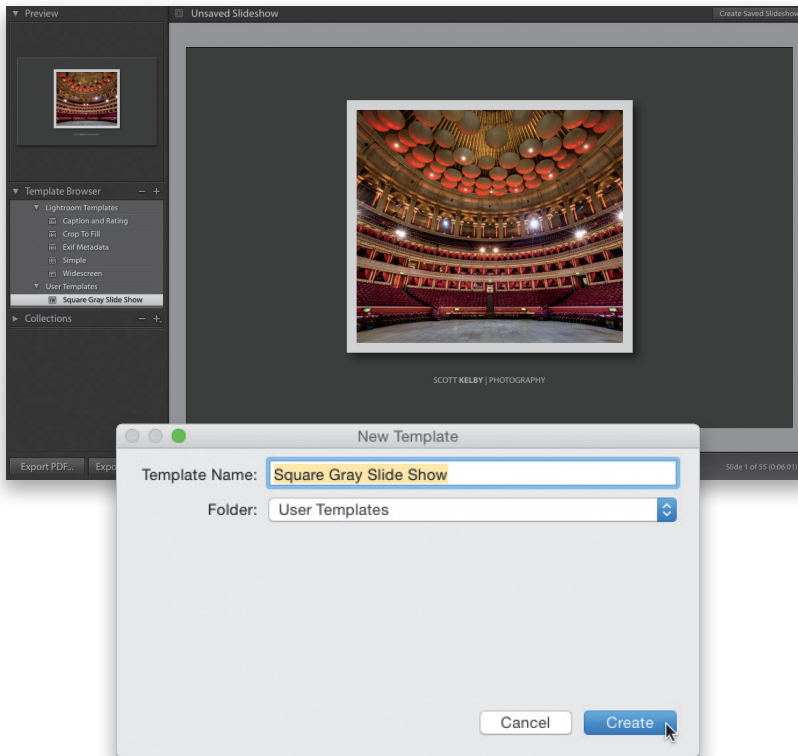 Preview
Unsaved Slideshow
Create Saved Slideshow
Template Browser
Lightroom Templates
Caption and Rating
Crop To Fill
Exif Metadata
Simple
Widescreen
User Templates
Square Gray Slide Show
Collections
SCOTT KELBY | PHOTOGRAPHY
Export PDF...
Slide 1 of 55 (0:06:01)
New Template
Template Name: Square Gray Slide Show
Folder: User Templates
Cancel Create